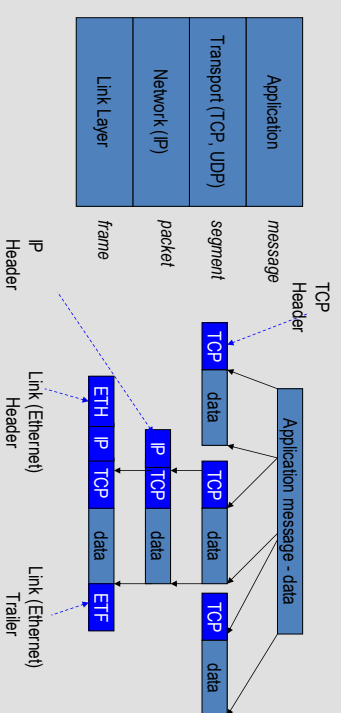 Application
Transport (TCP, UDP)
Network (IP)
Link Layer
message
segment
packet
frame
TCP
Header
Application message - data
TCP
data
TCP
data
TCP
data
IP
TCP
data
ETH
IP
TCP
data
ETF
IP
Header
Link (Ethernet)
Header
Link (Ethernet)
Trailer